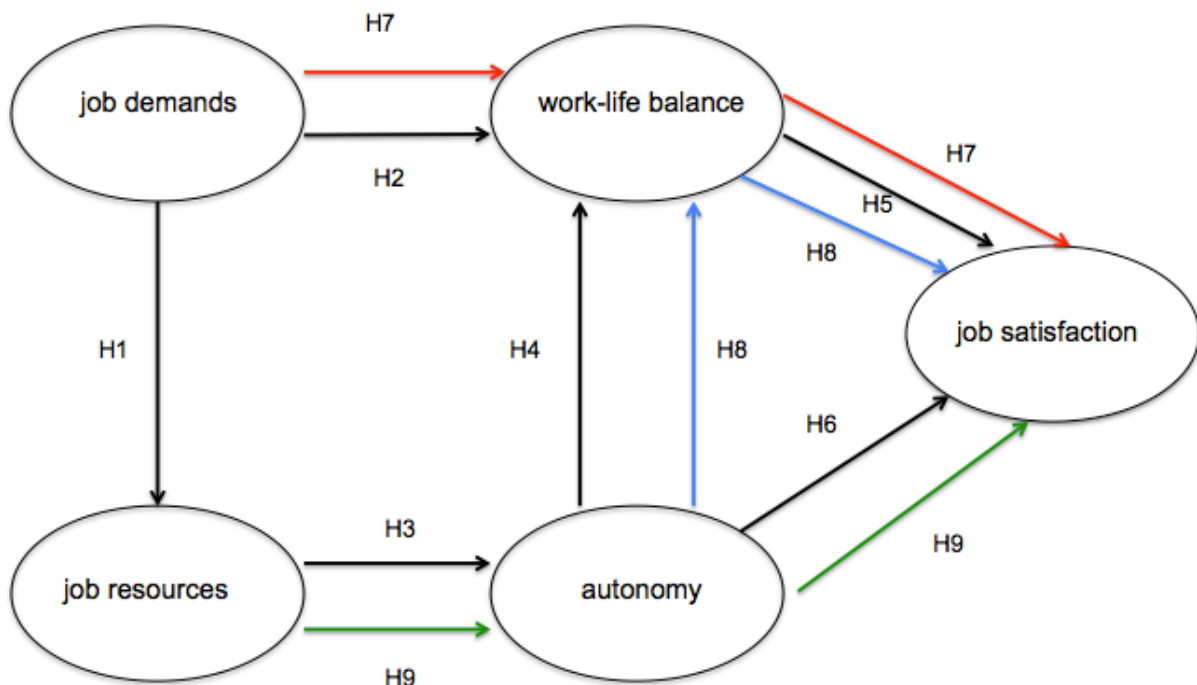 H7
job demands
work-life balance
H7
H2
H5
H8
H1
H4
H8
job satisfaction
H6
H3
H9
job resources
autonomy
H9